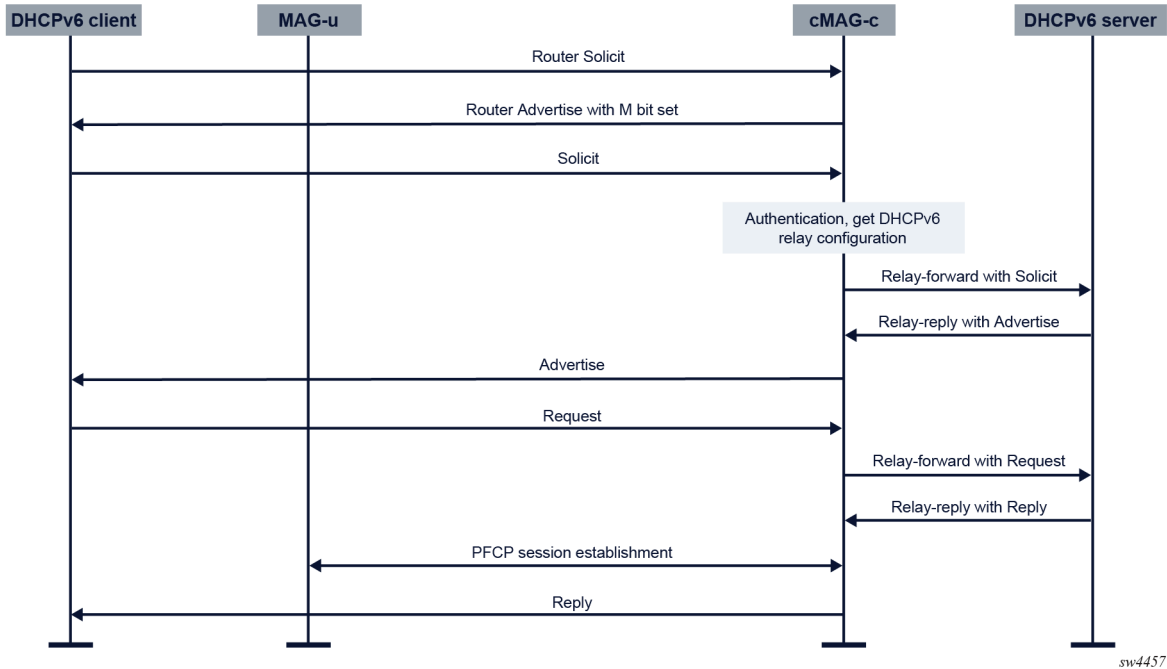 DHCPv6 client
MAG-u
cMAG-c
DHCPv6 server
Router Solicit
Router Advertise with M bit set
Solicit
Authentication, get DHCPv6
relay configuration
Relay-forward with Solicit
Relay-reply with Advertise
Advertise
Request
Relay-forward with Request
Relay-reply with Reply
PFCP session establishment
Reply
sw4457